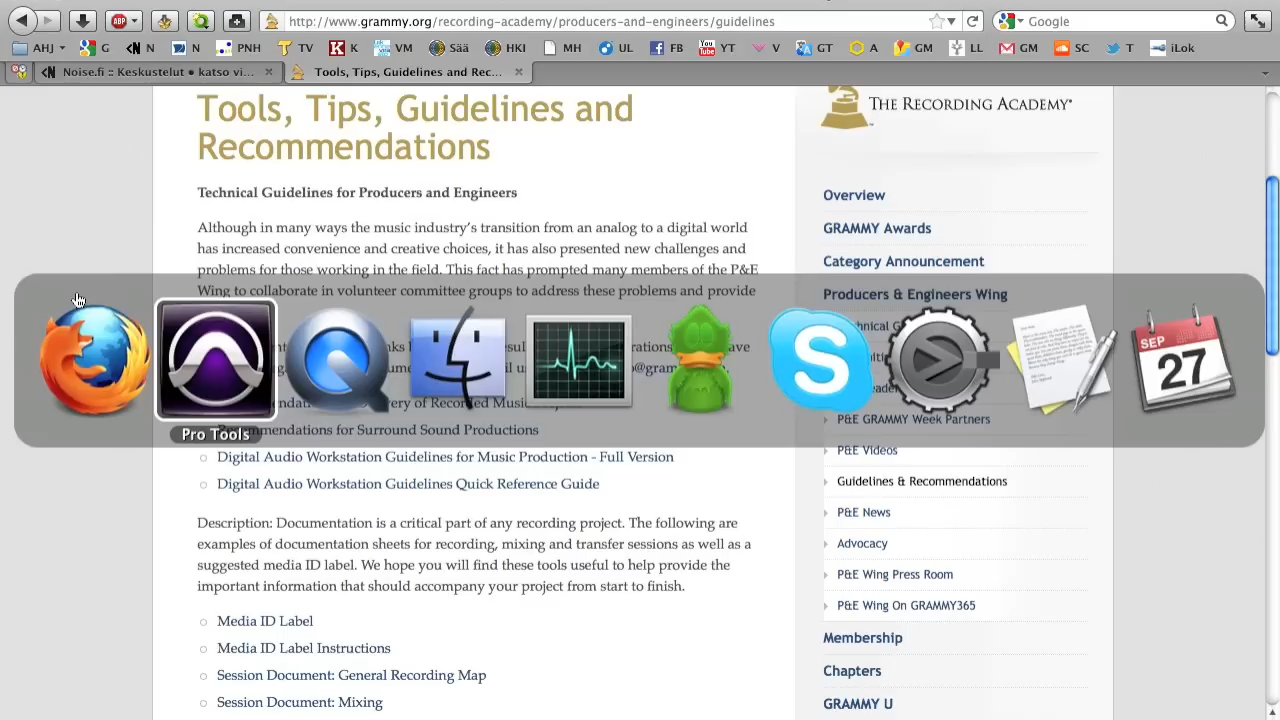 ABP
http://www.grammy.org/recording-academy/producers-and-engineers/guidelines
Google
AHJ
G
N
N
PNH
TV
K
VM
Sää
HKI
MH
UL
FB
YT
V
GT
A
GM
LL
GM
SC
T
iLok
Noise.fi :: Keskustelut ● katso vi...
Tools, Tips, Guidelines and Rec...
Tools, Tips, Guidelines and
Recommendations
Technical Guidelines for Producers and Engineers
Although in many ways the music industry's transition from an analog to a digital world
has increased convenience and creative choices, it has also presented new challenges and
problems for those working in the field. This fact has prompted many members of the P&E
Wing to collaborate in volunteer committee groups to address these problems and provide
Pro Tools
Recommendations for Surround Sound Productions
Digital Audio Workstation Guidelines for Music Production - Full Version
Digital Audio Workstation Guidelines Quick Reference Guide
Description: Documentation is a critical part of any recording project. The following are
examples of documentation sheets for recording, mixing and transfer sessions as well as a
suggested media ID label. We hope you will find these tools useful to help provide the
important information that should accompany your project from start to finish.
Media ID Label
Media ID Label Instructions
Session Document: General Recording Map
Session Document: Mixing
THE RECORDING ACADEMY®
Overview
GRAMMY Awards
Category Announcement
Producers & Engineers Wing
SEP
27
P&E GRAMMY Week Partners
P&E Videos
Guidelines & Recommendations
P&E News
Advocacy
P&E Wing Press Room
P&E Wing On GRAMMY365
Membership
Chapters
GRAMMY U